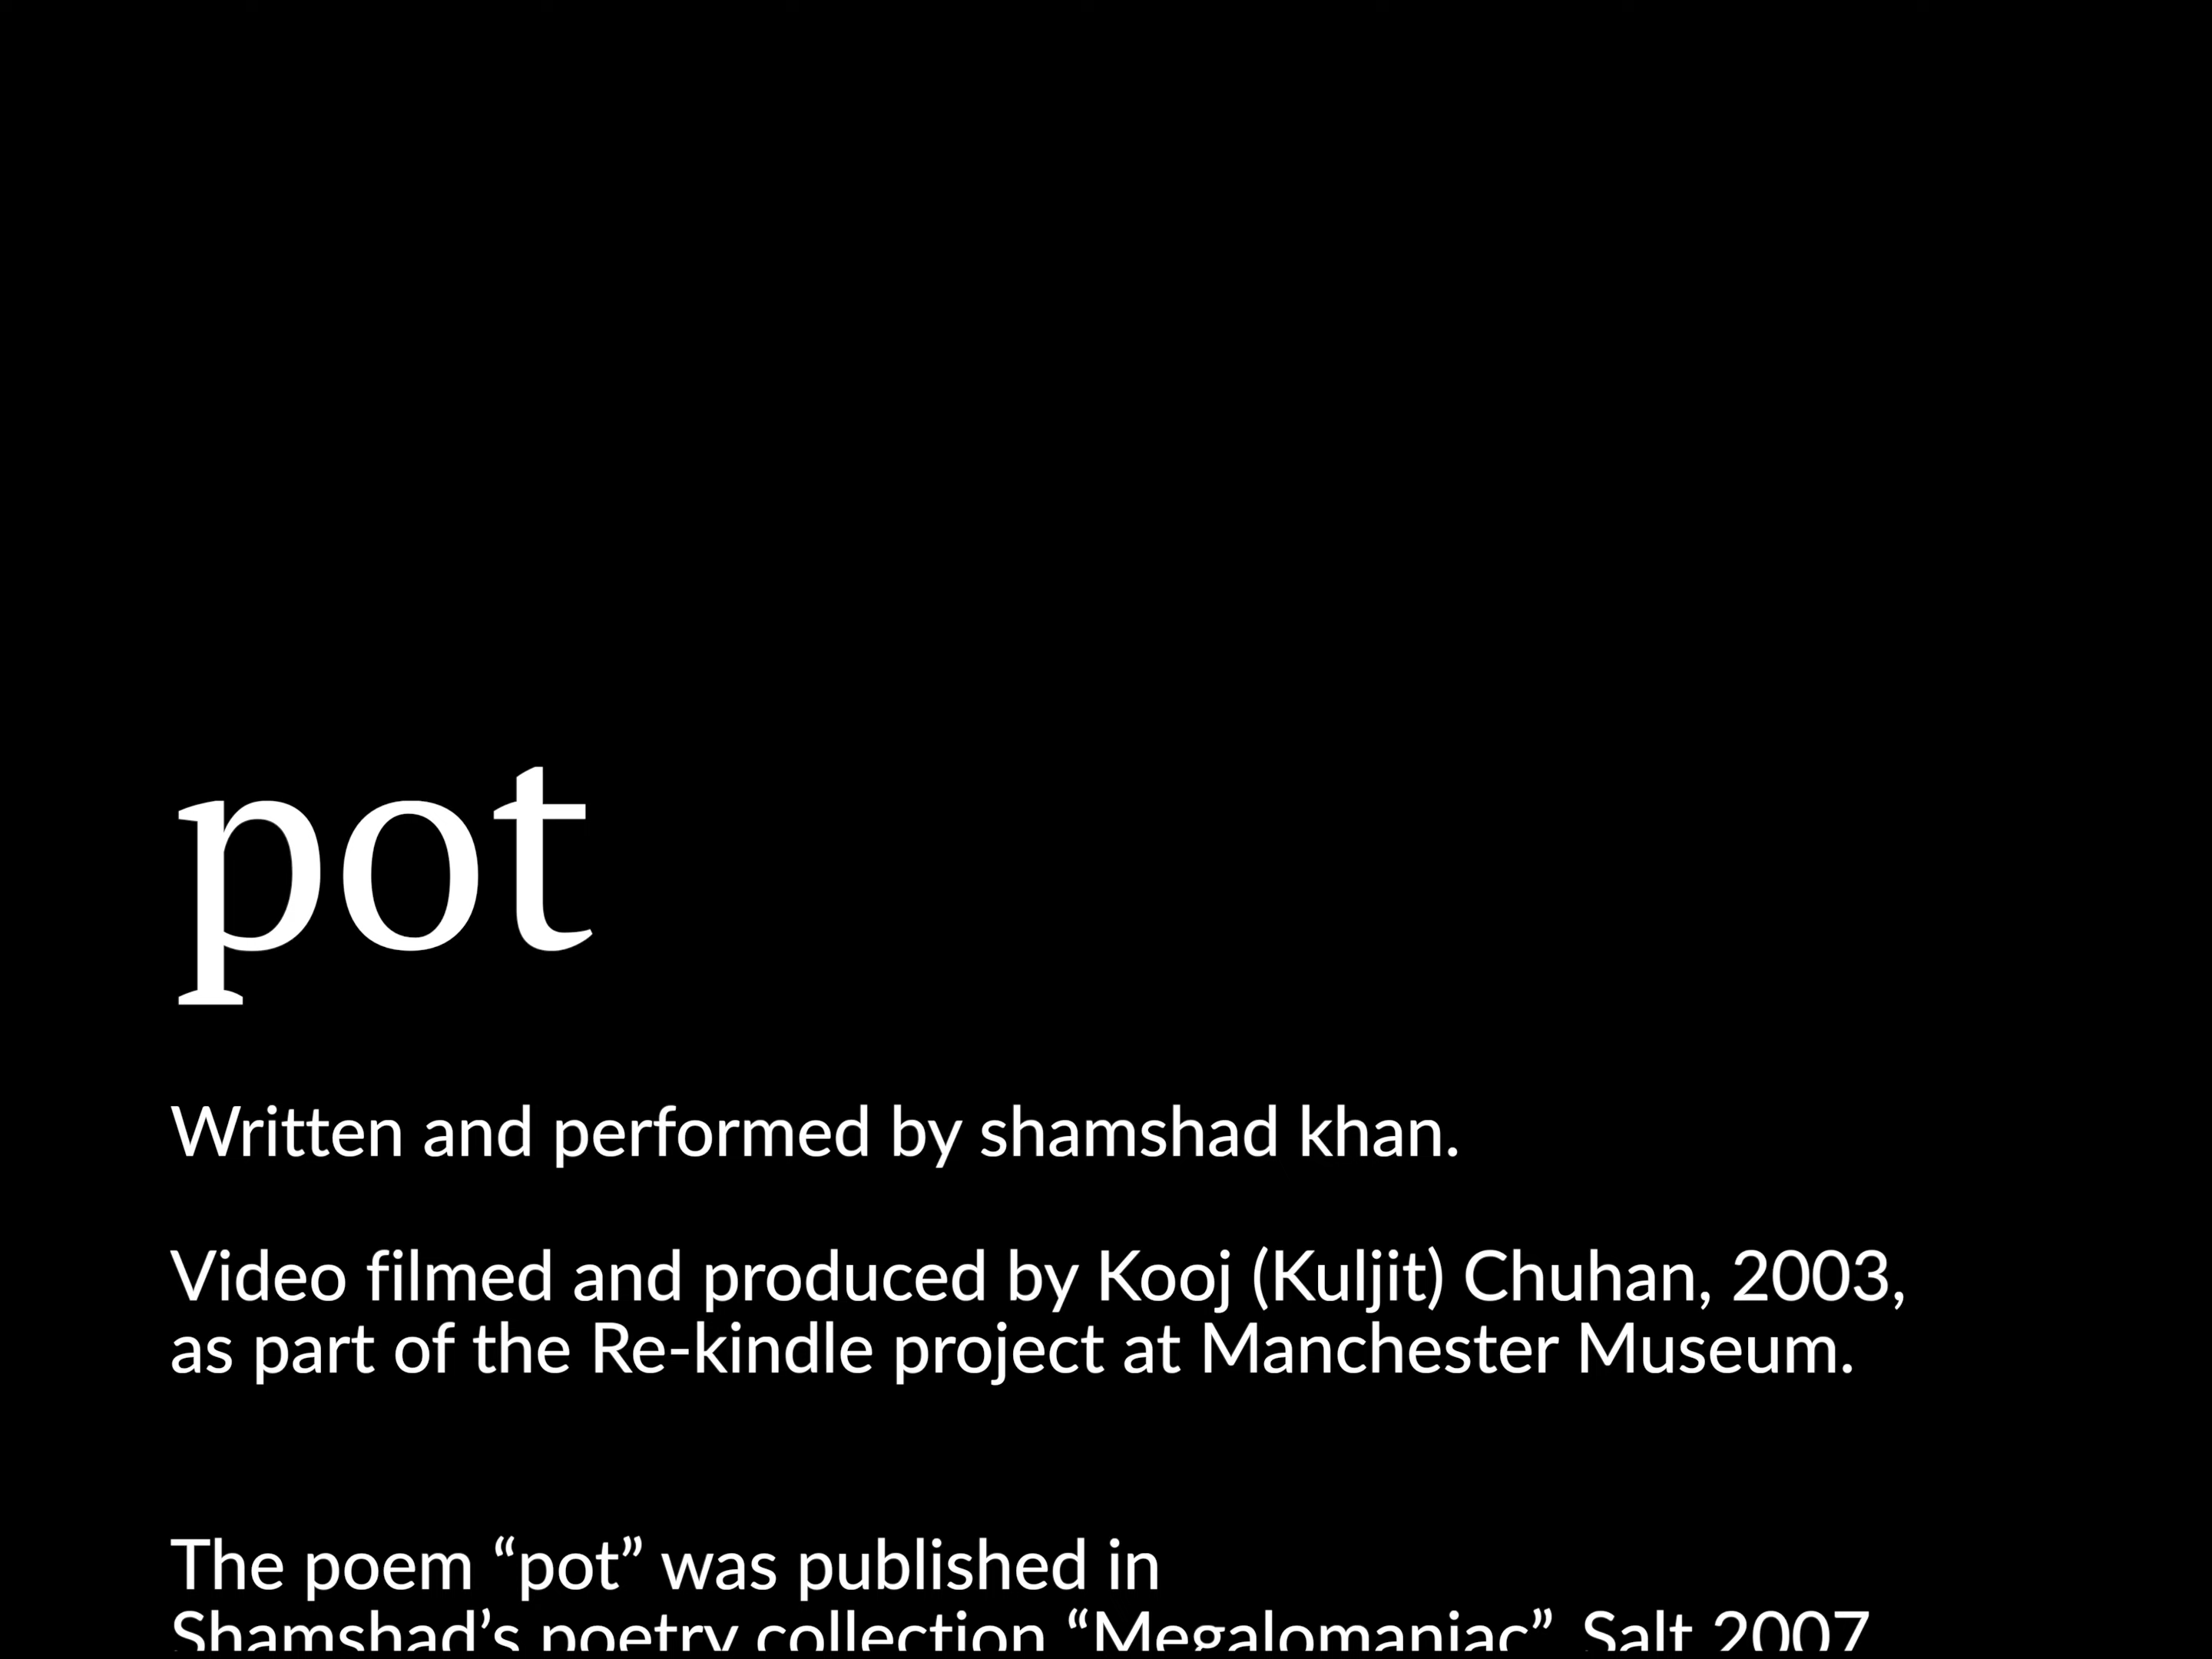 pot
Written and performed by shamshad khan.
Video filmed and produced by Kooj (Kuljit) Chuhan, 2003,
as part of the Re-kindle project at Manchester Museum.
The poem “pot” was published in
Shamshad’s poetry collection “Megalomaniac” Salt 2007